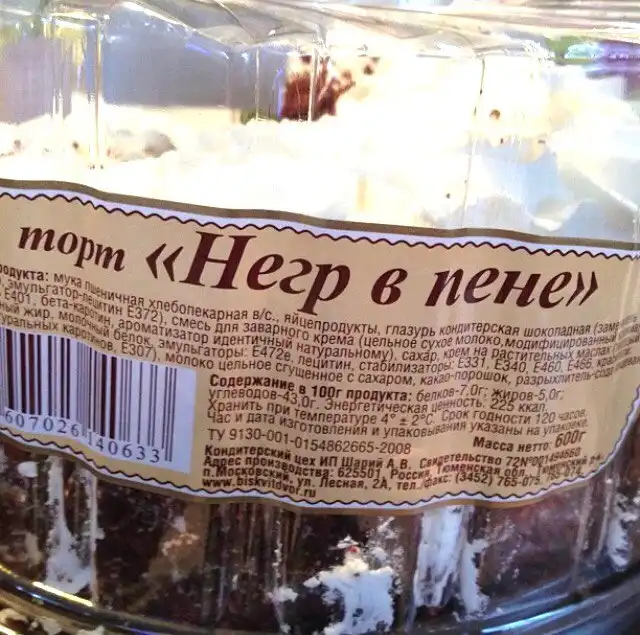 торт «Негр в пене»
родукта: мука пшеничная хлебопекарная в/с., яйцепродукты, глазурь кондитерская шоколадная
эмульгатор-лецитин Е372), смесь для заварного крема (цельное сухое молоко, модифицированный
Е401, бета-каротин), ароматизатор идентичный натуральному), сахар, крем на растительных маслах
ный жир, молочный белок, эмульгаторы: Е472е, лецитин, стабилизаторы: Е331, Е340, Е460, Е466,
туральных каротинов, Е307), молоко цельное сгущенное с сахаром, какао-порошок, разрыхлитель-сода
Содержание в 100г продукта: белков-7,0г; жиров-5,0г;
углеводов-43,0г. Энергетическая ценность: 225 ккал.
Хранить при температуре 4° ± 2°С. Срок годности 120 часов.
Час и дата изготовления и упаковывания указаны на упаковке.
ТУ 9130-001-0154862665-2008
Масса нетто: 600г
Кондитерский цех ИП Шарий А.В. Свидетельство
Адрес производства: 625501, Россия, Тюменская обл.,
п. Московский, ул. Лесная, 2А, тел./факс: (3452) 765-075,
www.biskvitdvor.ru
607026 140633